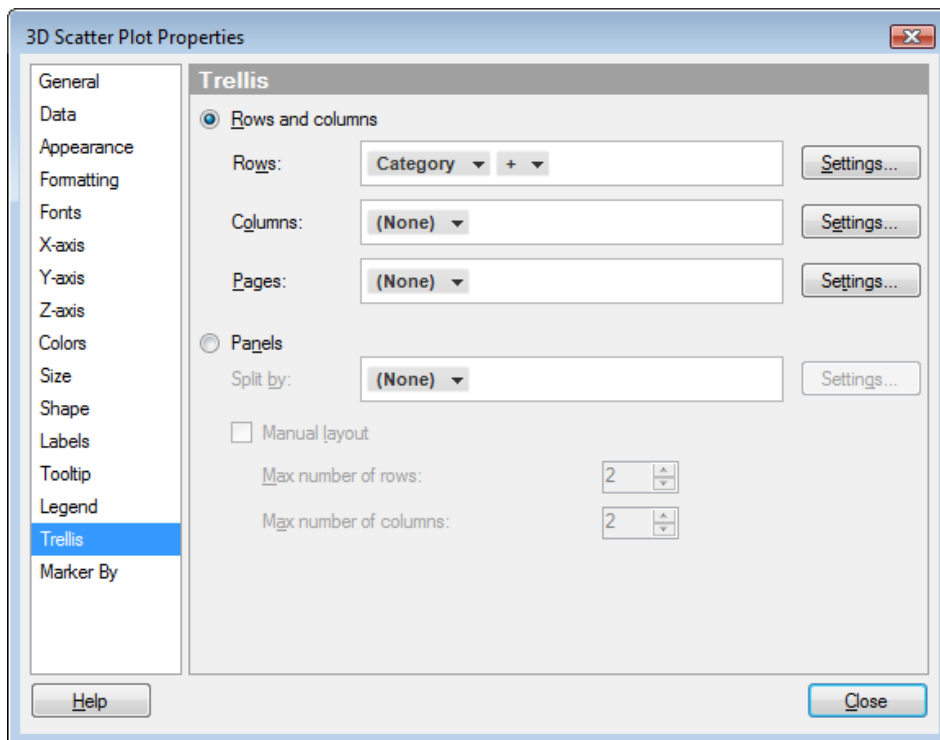 3D Scatter Plot Properties
General
Data
Appearance
Formatting
Fonts
X-axis
Y-axis
Z-axis
Colors
Size
Shape
Labels
Tooltip
Legend
Trellis
Marker By
Trellis
Rows and columns
Rows: Category + Settings...
Columns: (None) Settings...
Pages: (None) Settings...
Panels
Split by: (None) Settings...
Manual layout
Max number of rows: 2
Max number of columns: 2
Help Close